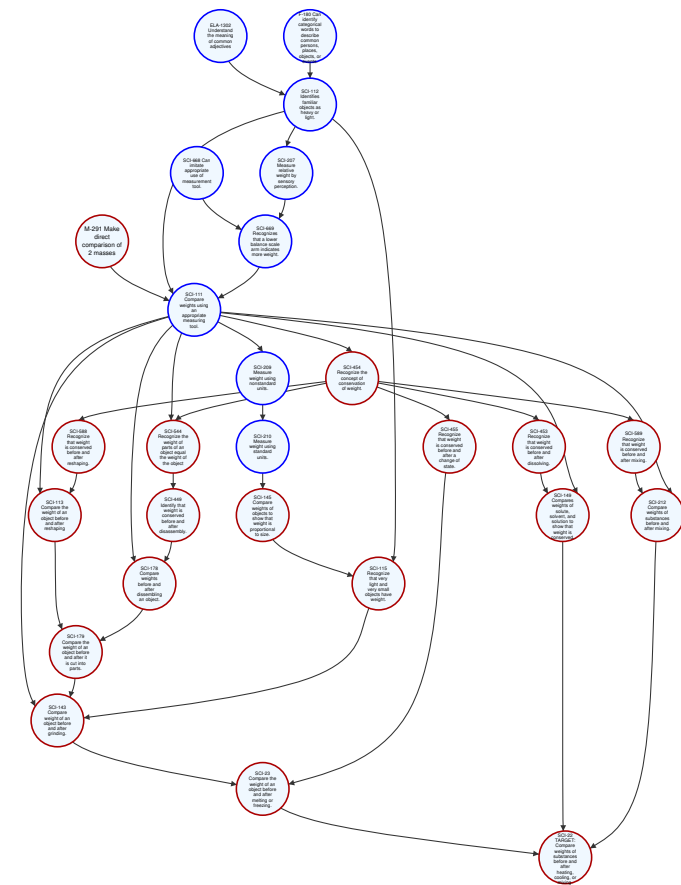 ELA-1302
Understand
the meaning
of common
adjectives
F-180 Can
identify
categorical
words to
describe
common
persons,
places,
objects, or
SCI-112
Identifies
familiar
objects as
heavy or
light.
SCI-668 Can
imitate
appropriate
use of
measurement
tool.
SCI-207
Measure
relative
weight by
sensory
perception.
M-291 Make
direct
comparison of
2 masses
SCI-669
Recognizes
that a lower
balance scale
arm indicates
more weight.
SCI-111
Compare
weights using
an
appropriate
measuring
tool.
SCI-209
Measure
weight using
nonstandard
units.
SCI-454
Recognize the
concept of
conservation
of weight.
SCI-588
Recognize
that weight
is conserved
before and
after
reshaping.
SCI-544
Recognize the
weight of
parts of an
object equal
the weight of
the object
SCI-210
Measure
weight using
standard
units.
SCI-455
Recognize
that weight
is conserved
before and
after a
change of
state.
SCI-453
Recognize
that weight
is conserved
before and
after
dissolving.
SCI-589
Recognize
that weight
is conserved
before and
after mixing.
SCI-113
Compare the
weight of an
object before
and after
reshaping
SCI-449
Identify that
weight is
conserved
before and
after
disassembly.
SCI-145
Compare
weights of
objects to
show that
weight is
proportional
to size.
SCI-149
Compares
weights of
solute,
solvent, and
solution to
show that
weight is
conserved
SCI-212
Compare
weights of
substances
before and
after mixing.
SCI-178
Compare
weights
before and
after
dissembling
an object.
SCI-115
Recognize
that very
light and
very small
objects have
weight.
SCI-179
Compare the
weight of an
object before
and after it
is cut into
parts.
SCI-143
Compare
weight of an
object before
and after
grinding.
SCI-23
Compare the
weight of an
object before
and after
melting or
freezing.
SCI-22
TARGET:
Compare
weights of
substances
before and
after
heating,
cooling, or